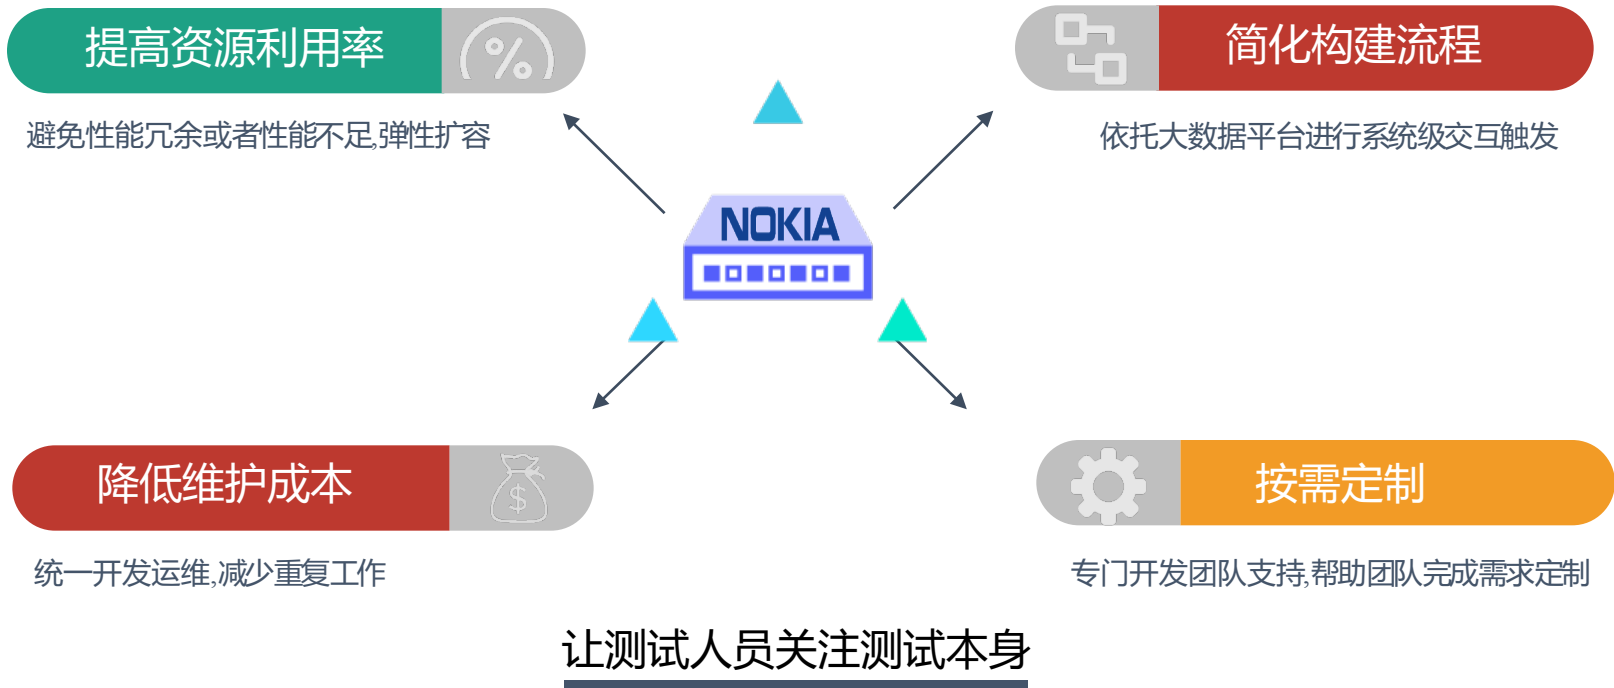 提高资源利用率
避免性能冗余或者性能不足,弹性扩容
简化构建流程
依托大数据平台进行系统级交互触发
NOKIA
降低维护成本
统一开发运维,减少重复工作
按需定制
专门开发团队支持,帮助团队完成需求定制
让测试人员关注测试本身